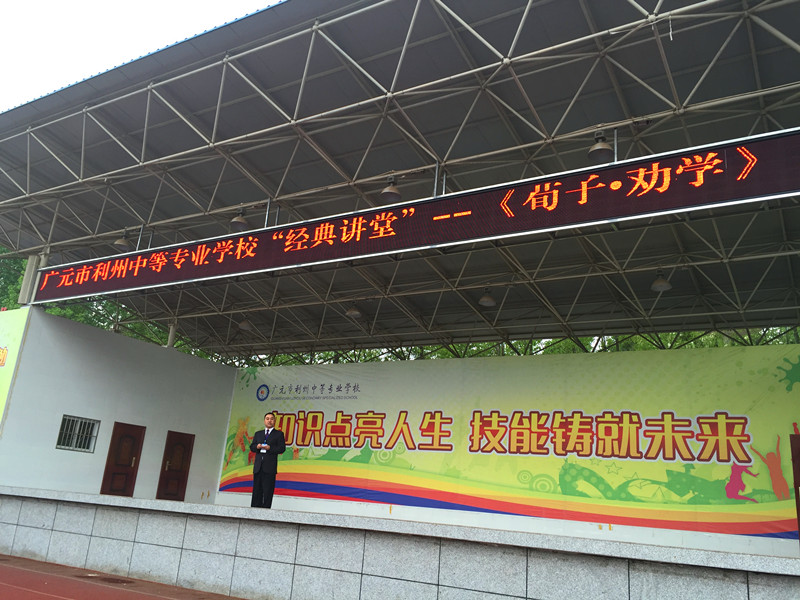 广元市利州中等专业学校“经典讲堂”--《荀子·劝学》
广元市利州中等专业学校
知识点亮人生 技能铸就未来